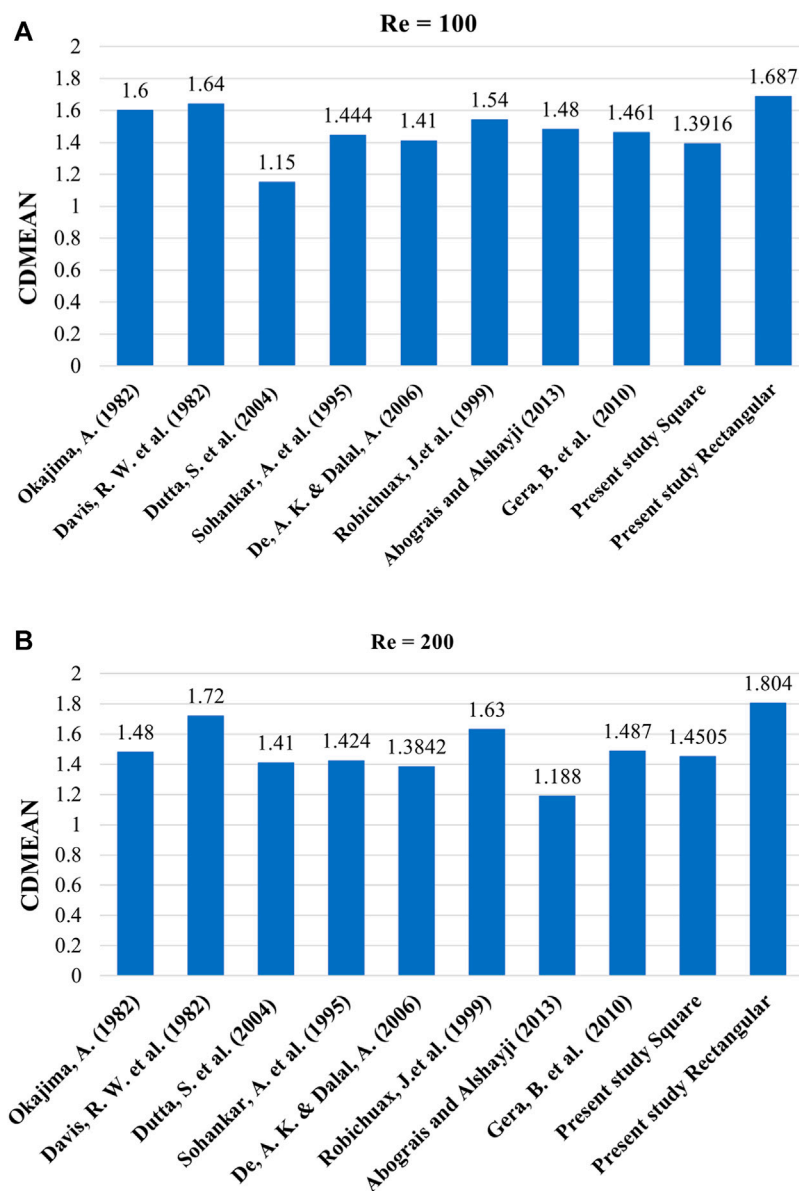 A
Re = 100
CDMEAN
2
1.8
1.6
1.4
1.2
1
0.8
0.6
0.4
0.2
0
1.6
1.64
1.15
1.444
1.41
1.54
1.48
1.461
1.3916
1.687
Okajima, A. (1982)
Davis, R. W. et al. (1982)
Dutta, S. et al. (2004)
Sohankar, A. et al. (1995)
De, A. K. & Dalal, A. (2006)
Robichuax, J.et al. (1999)
Abograis and Alshayji (2013)
Gera, B. et al. (2010)
Present study Square
Present study Rectangular
B
Re = 200
CDMEAN
2
1.8
1.6
1.4
1.2
1
0.8
0.6
0.4
0.2
0
1.48
1.72
1.41
1.424
1.3842
1.63
1.188
1.487
1.4505
1.804
Okajima, A. (1982)
Davis, R. W. et al. (1982)
Dutta, S. et al. (2004)
Sohankar, A. et al. (1995)
De, A. K. & Dalal, A. (2006)
Robichuax, J.et al. (1999)
Abograis and Alshayji (2013)
Gera, B. et al. (2010)
Present study Square
Present study Rectangular